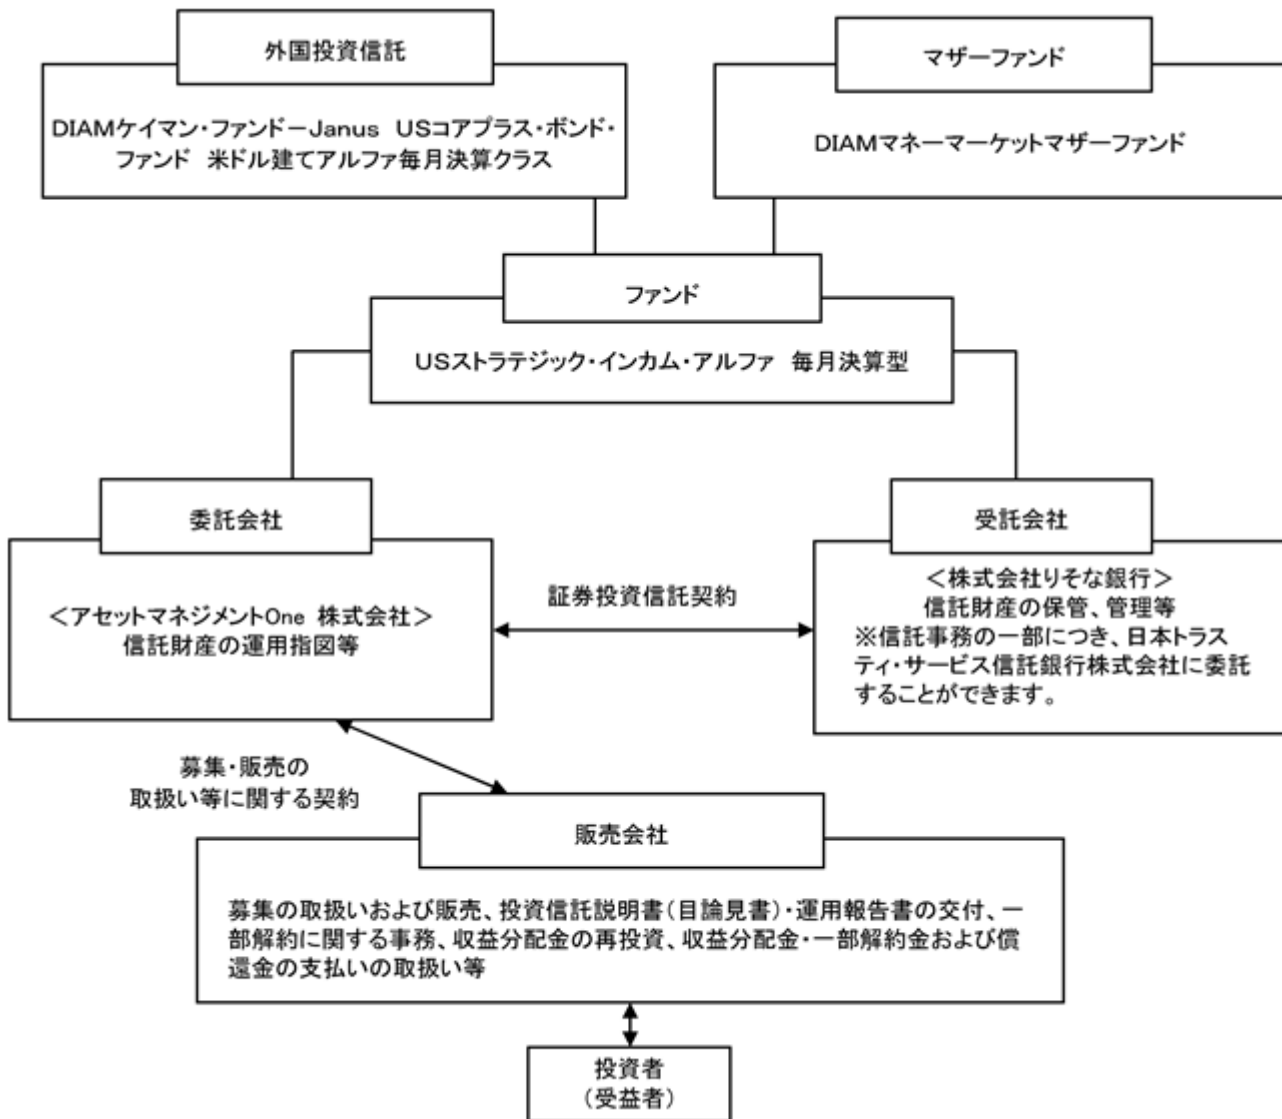 外国投資信託
DIAMケイマン・ファンド－Janus　USコアプラス・ボンド・
ファンド　米ドル建てアルファ毎月決算クラス
マザーファンド
DIAMマネーマーケットマザーファンド
ファンド
USストラテジック・インカム・アルファ　毎月決算型
委託会社
＜アセットマネジメントOne 株式会社＞
信託財産の運用指図等
証券投資信託契約
受託会社
＜株式会社りそな銀行＞
信託財産の保管、管理等
※信託事務の一部につき、日本トラス
ティ・サービス信託銀行株式会社に委託
することができます。
募集・販売の
取扱い等に関する契約
販売会社
募集の取扱いおよび販売、投資信託説明書（目論見書）・運用報告書の交付、一
部解約に関する事務、収益分配金の再投資、収益分配金・一部解約金および償
還金の支払いの取扱い等
投資者
（受益者）